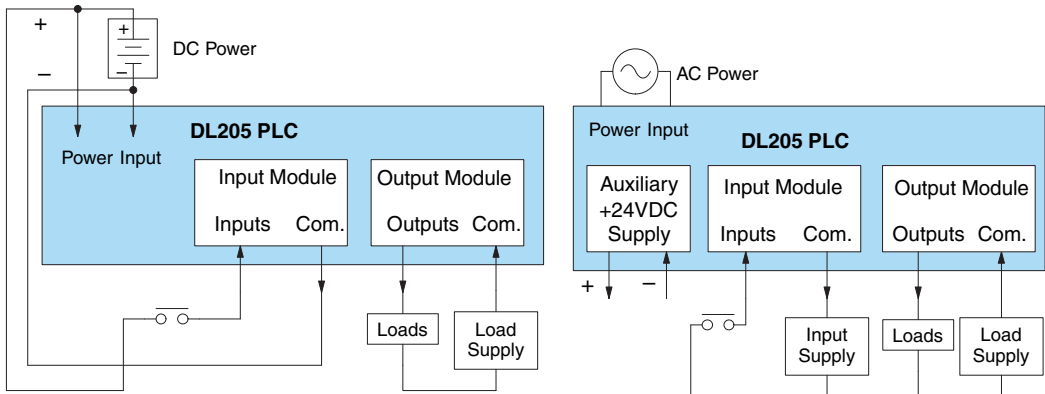 +
+
DC Power
–
–
DL205 PLC
Power Input
Input Module
Inputs Com.
Output Module
Outputs Com.
Loads
Load
Supply
AC Power
Power Input
DL205 PLC
Auxiliary
+24VDC
Supply
Input Module
Inputs Com.
Output Module
Outputs Com.
+
–
Input
Supply
Loads
Load
Supply